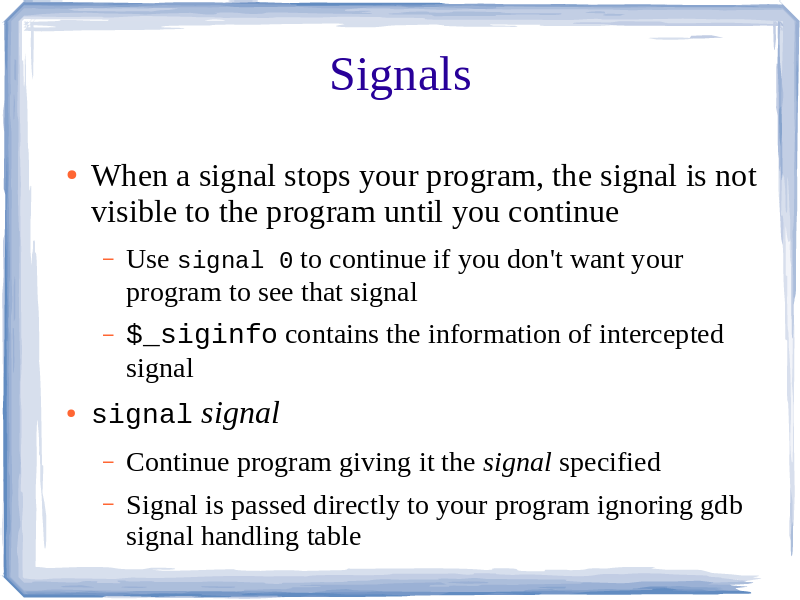 Signals
• When a signal stops your program, the signal is not
visible to the program until you continue
– Use signal 0 to continue if you don't want your
program to see that signal
– $_siginfo contains the information of intercepted
signal
• signal signal
– Continue program giving it the signal specified
– Signal is passed directly to your program ignoring gdb
signal handling table